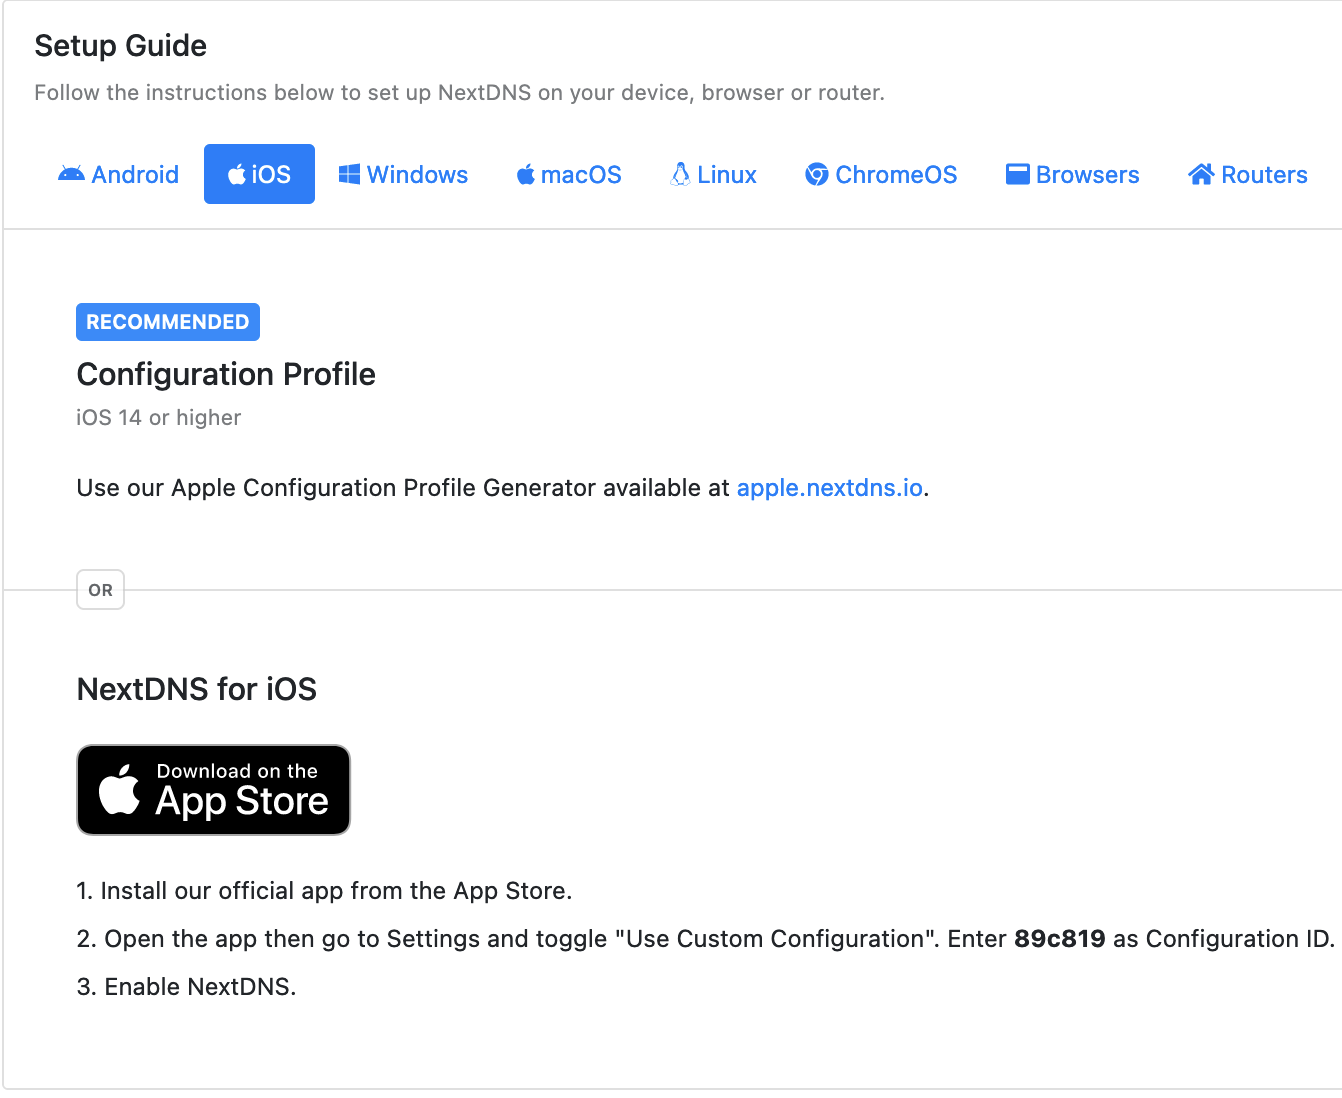 Setup Guide
Follow the instructions below to set up NextDNS on your device, browser or router.
Android iOS Windows macOS Linux ChromeOS Browsers Routers
RECOMMENDED
Configuration Profile
iOS 14 or higher
Use our Apple Configuration Profile Generator available at apple.nextdns.io.
OR
NextDNS for iOS
Download on the
App Store
1. Install our official app from the App Store.
2. Open the app then go to Settings and toggle "Use Custom Configuration". Enter 89c819 as Configuration ID.
3. Enable NextDNS.